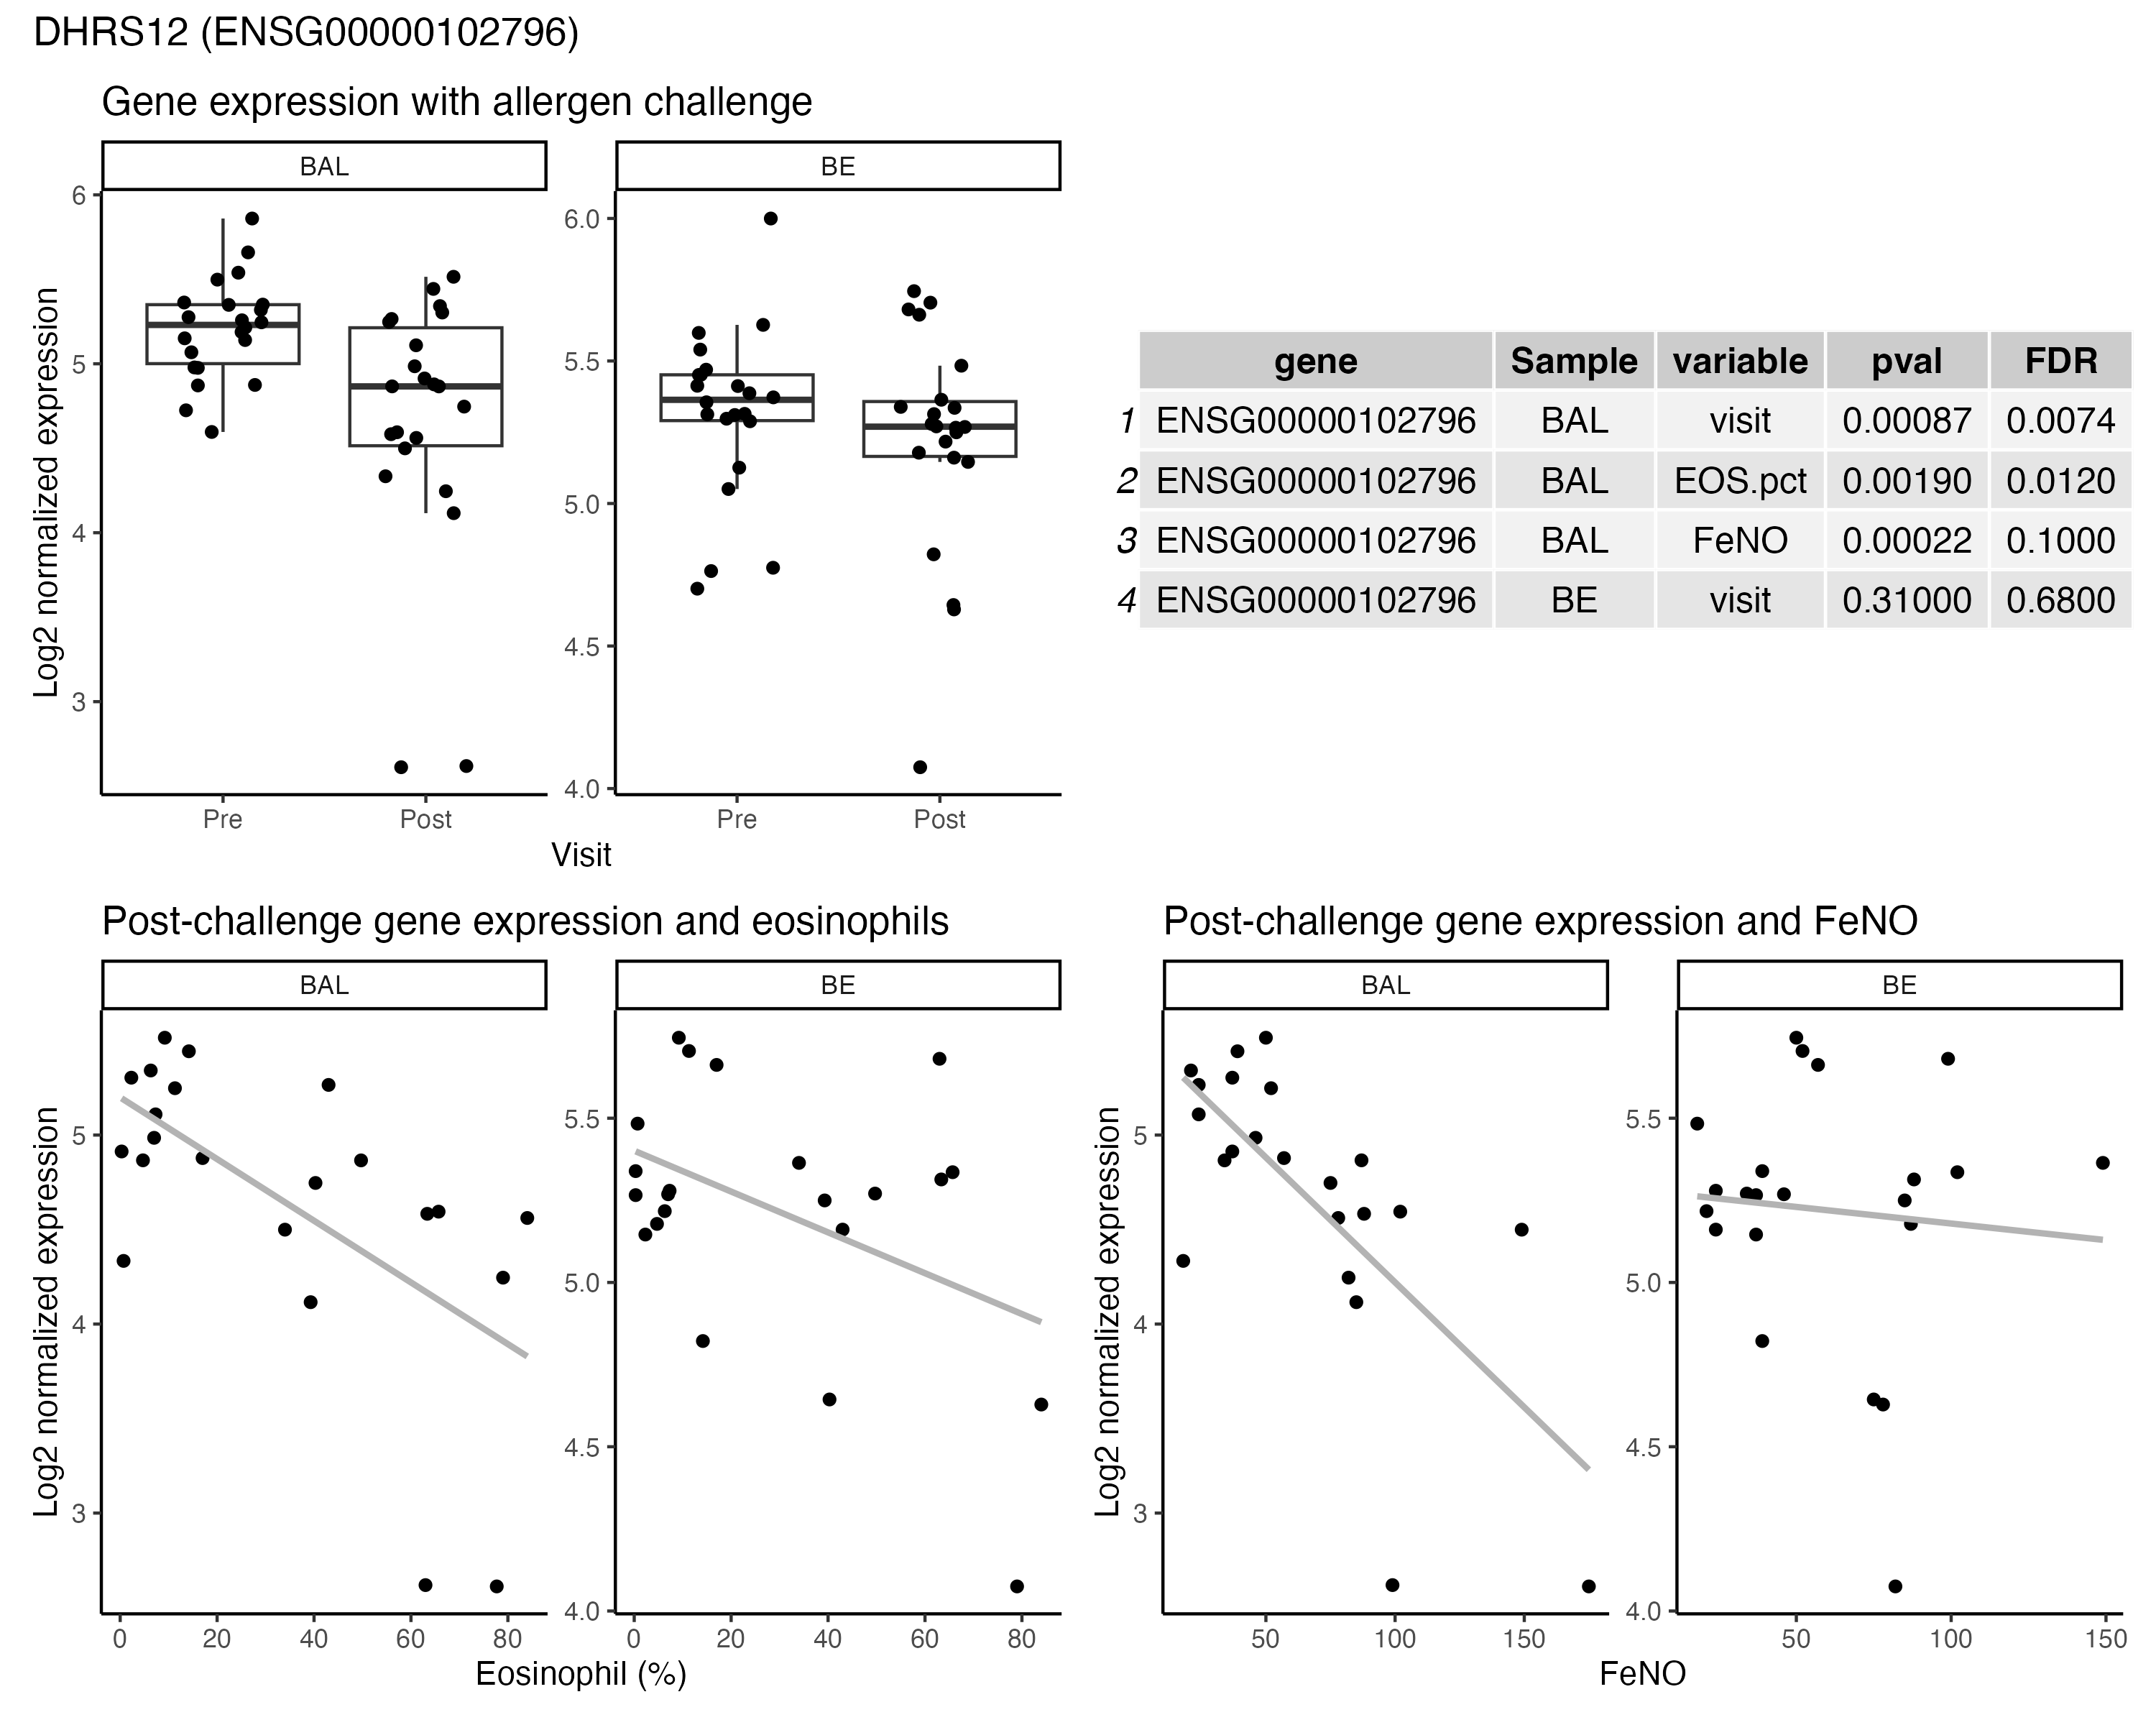 DHRS12 (ENSG00000102796)
Gene expression with allergen challenge
BAL
BE
Log2 normalized expression
6
5
4
3
6.0
5.5
5.0
4.5
4.0
Pre
Post
Pre
Post
Visit
gene Sample variable pval FDR
1 ENSG00000102796 BAL visit 0.00087 0.0074
2 ENSG00000102796 BAL EOS.pct 0.00190 0.0120
3 ENSG00000102796 BAL FeNO 0.00022 0.1000
4 ENSG00000102796 BE visit 0.31000 0.6800
Post-challenge gene expression and eosinophils
BAL
BE
Log2 normalized expression
5
4
3
5.5
5.0
4.5
4.0
0 20 40 60 80
0 20 40 60 80
Eosinophil (%)
Post-challenge gene expression and FeNO
BAL
BE
Log2 normalized expression
5
4
3
5.5
5.0
4.5
4.0
50 100 150
50 100 150
FeNO